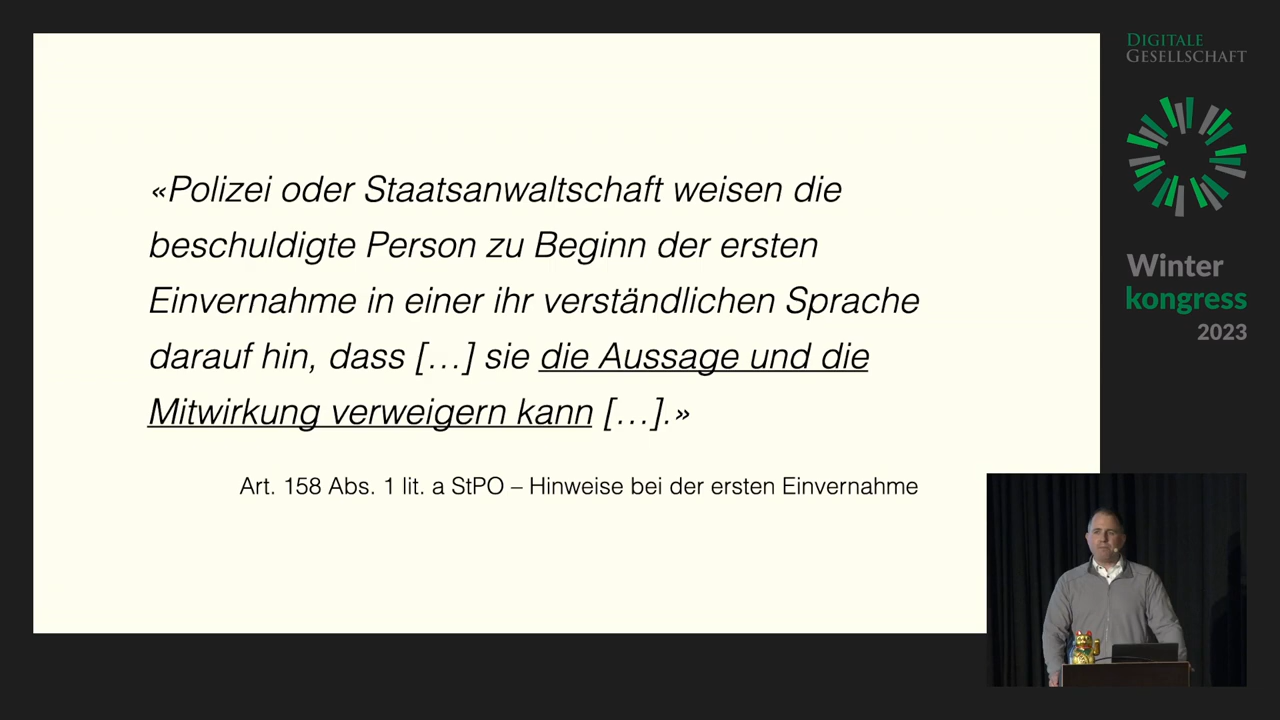 «Polizei oder Staatsanwaltschaft weisen die
beschuldigte Person zu Beginn der ersten
Einvernahme in einer ihr verständlichen Sprache
darauf hin, dass […] sie die Aussage und die
Mitwirkung verweigern kann […].»
Art. 158 Abs. 1 lit. a StPO – Hinweise bei der ersten Einvernahme
DIGITALE
GESELLSCHAFT
Winter
kongress
2023